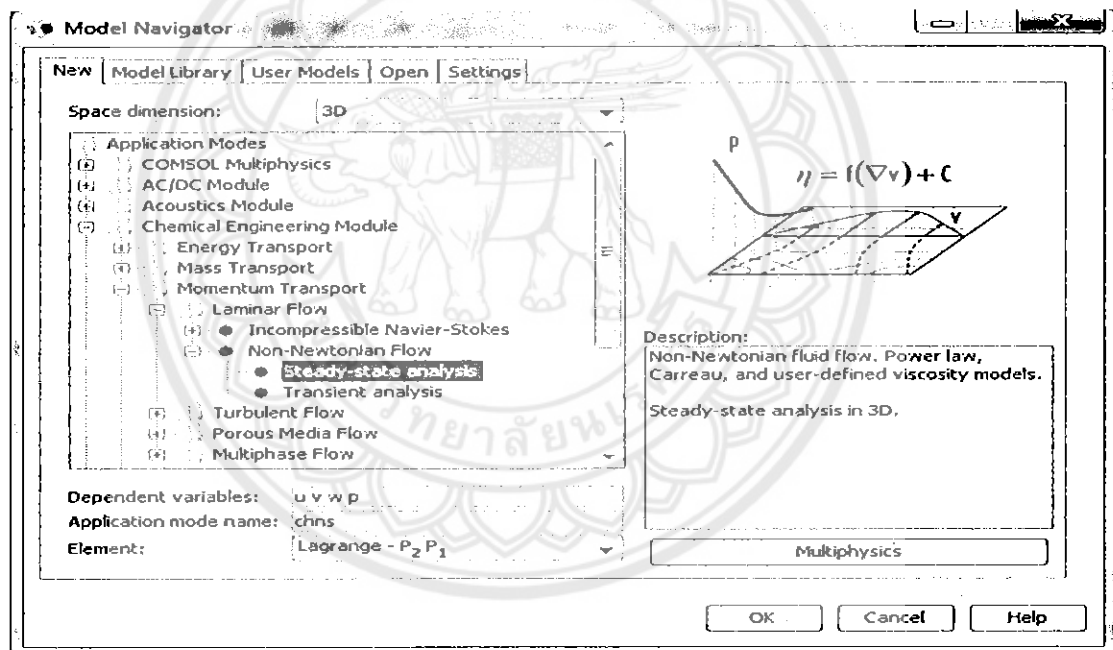 Model Navigator
New Model Library User Models Open Settings
Space dimension: 3D
Application Modes
COMSOL Multiphysics
AC/DC Module
Acoustics Module
Chemical Engineering Module
Energy Transport
Mass Transport
Momentum Transport
Laminar Flow
Incompressible Navier-Stokes
Non-Newtonian Flow
Steady-state analysis
Transient analysis
Turbulent Flow
Porous Media Flow
Multiphase Flow
p
η = f(∇v) + C
v
Description:
Non-Newtonian fluid flow. Power law,
Carreau, and user-defined viscosity models.
Steady-state analysis in 3D.
Dependent variables: u v w p
Application mode name: chns
Element: Lagrange - P₂ P₁
Multiphysics
OK Cancel Help